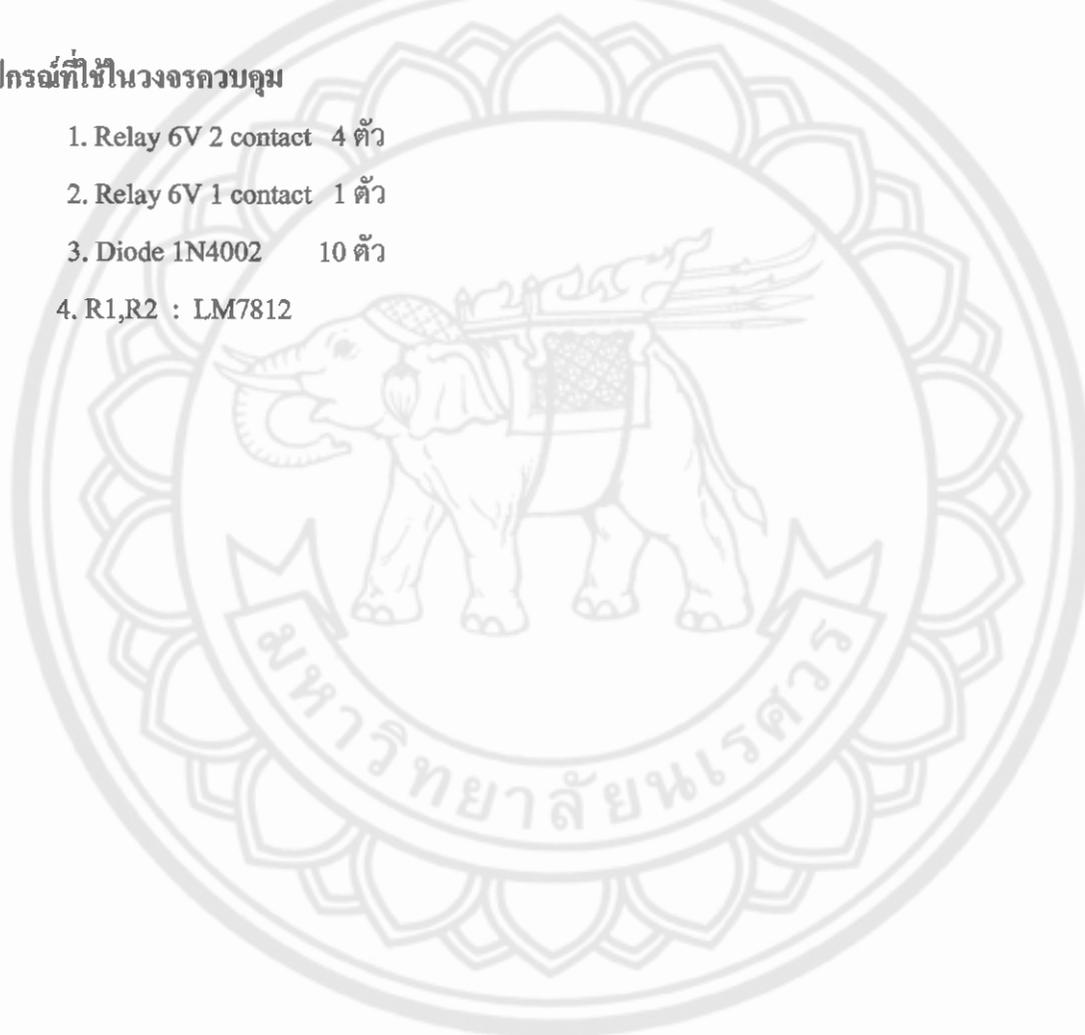 ปกรณ์ที่ใช้ในวงจรควบคุม
1. Relay 6V 2 contact 4 ตัว
2. Relay 6V 1 contact 1 ตัว
3. Diode 1N4002 10 ตัว
4. R1,R2 : LM7812
มหาวิทยาลัยนเรศวร